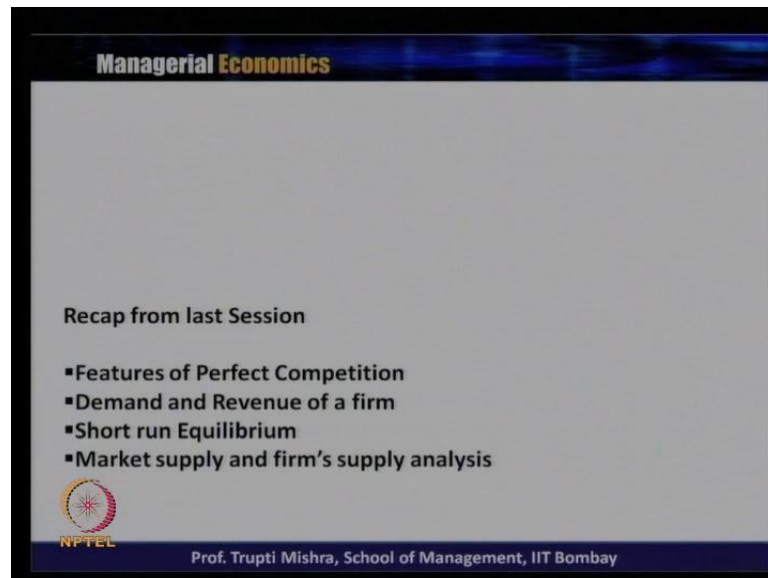 Managerial Economics
Recap from last Session
▪Features of Perfect Competition
▪Demand and Revenue of a firm
▪Short run Equilibrium
▪Market supply and firm's supply analysis
NPTEL
Prof. Trupti Mishra, School of Management, IIT Bombay